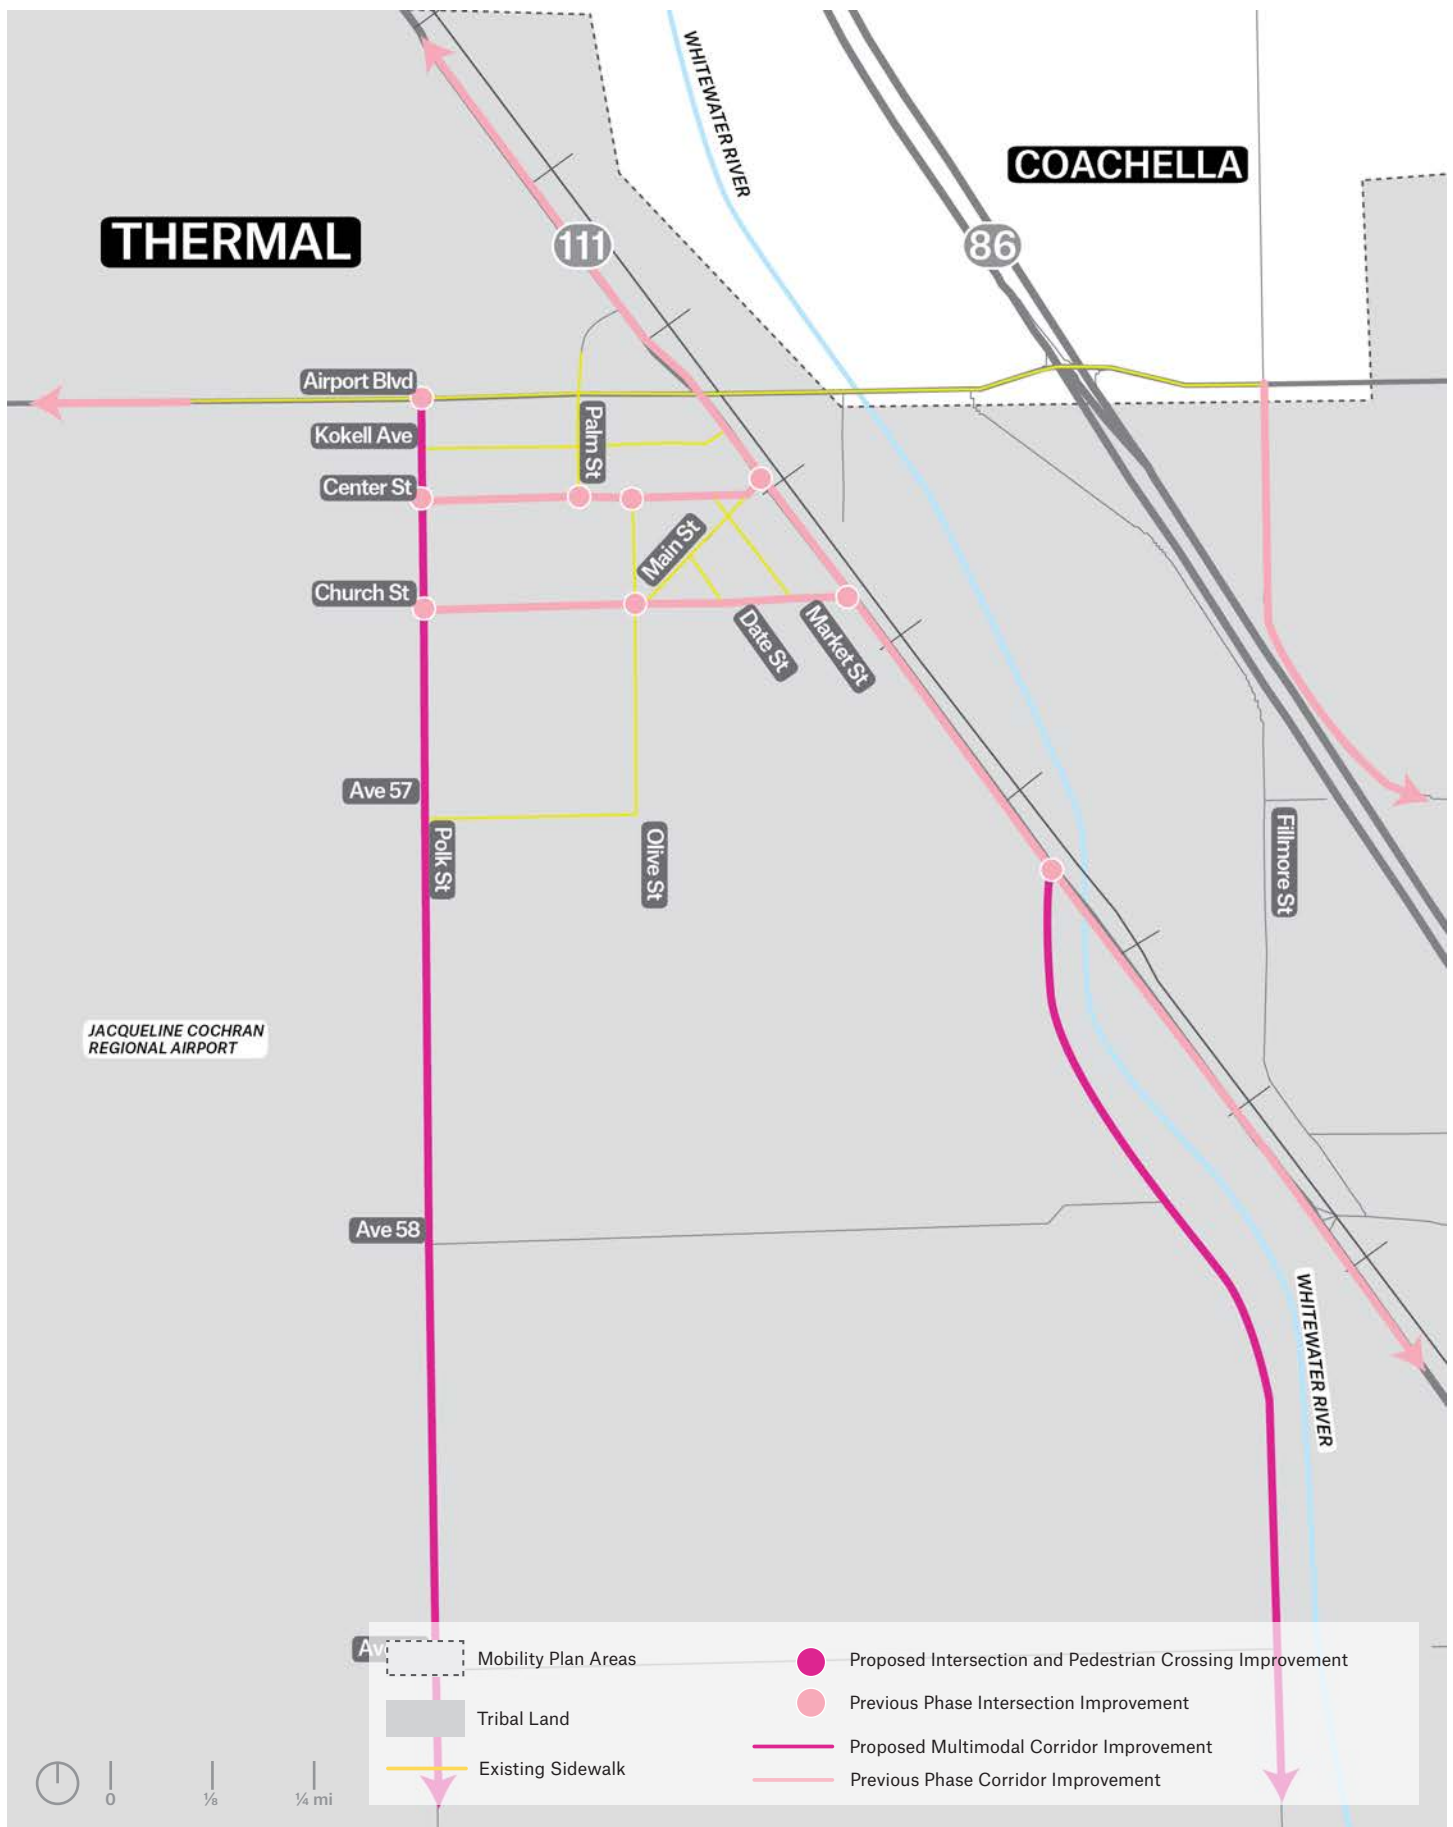 WHITEWATER RIVER
COACHELLA
THERMAL
111
86
Airport Blvd
Kokell Ave
Palm St
Center St
Main St
Church St
Date St
Market St
Ave 57
Polk St
Olive St
Fillmore St
JACQUELINE COCHRAN
REGIONAL AIRPORT
Ave 58
WHITEWATER RIVER
Mobility Plan Areas
Tribal Land
Existing Sidewalk
Proposed Intersection and Pedestrian Crossing Improvement
Previous Phase Intersection Improvement
Proposed Multimodal Corridor Improvement
Previous Phase Corridor Improvement
0 ⅛ ¼ mi